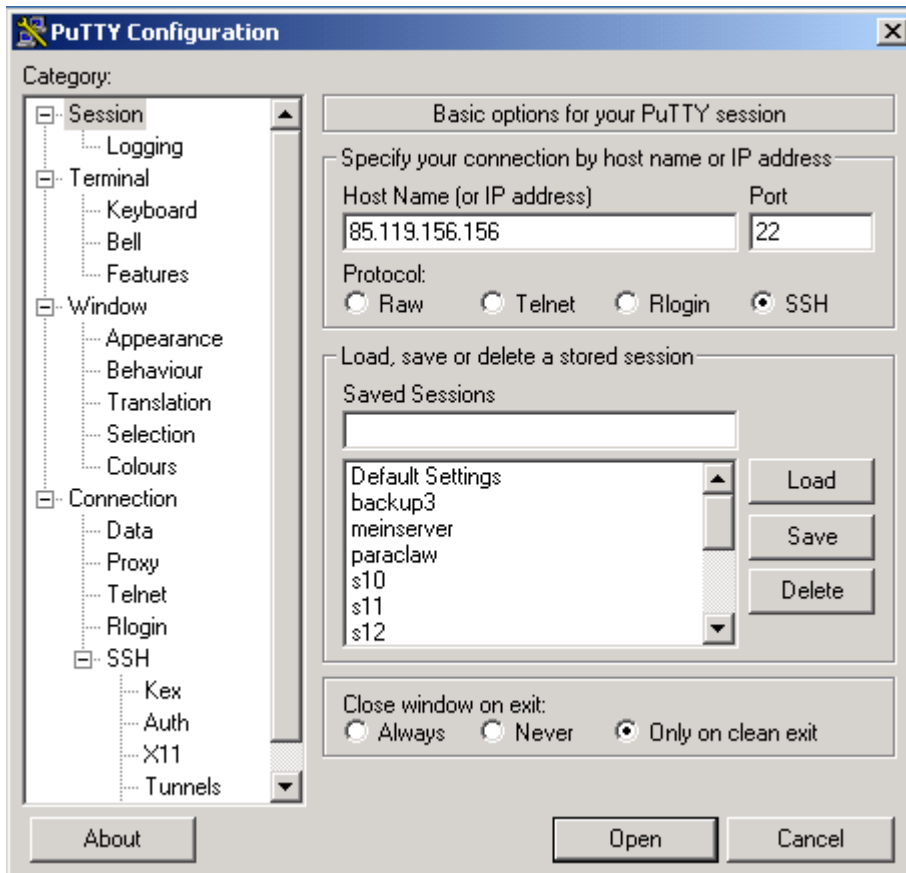 PuTTY Configuration
Category:
Session
Logging
Terminal
Keyboard
Bell
Features
Window
Appearance
Behaviour
Translation
Selection
Colours
Connection
Data
Proxy
Telnet
Rlogin
SSH
Kex
Auth
X11
Tunnels
Basic options for your PuTTY session
Specify your connection by host name or IP address
Host Name (or IP address) Port
85.119.156.156 22
Protocol:
Raw Telnet Rlogin SSH
Load, save or delete a stored session
Saved Sessions
Default Settings
backup3
meinserver
paraclaw
s10
s11
s12
Load
Save
Delete
Close window on exit:
Always Never Only on clean exit
About Open Cancel